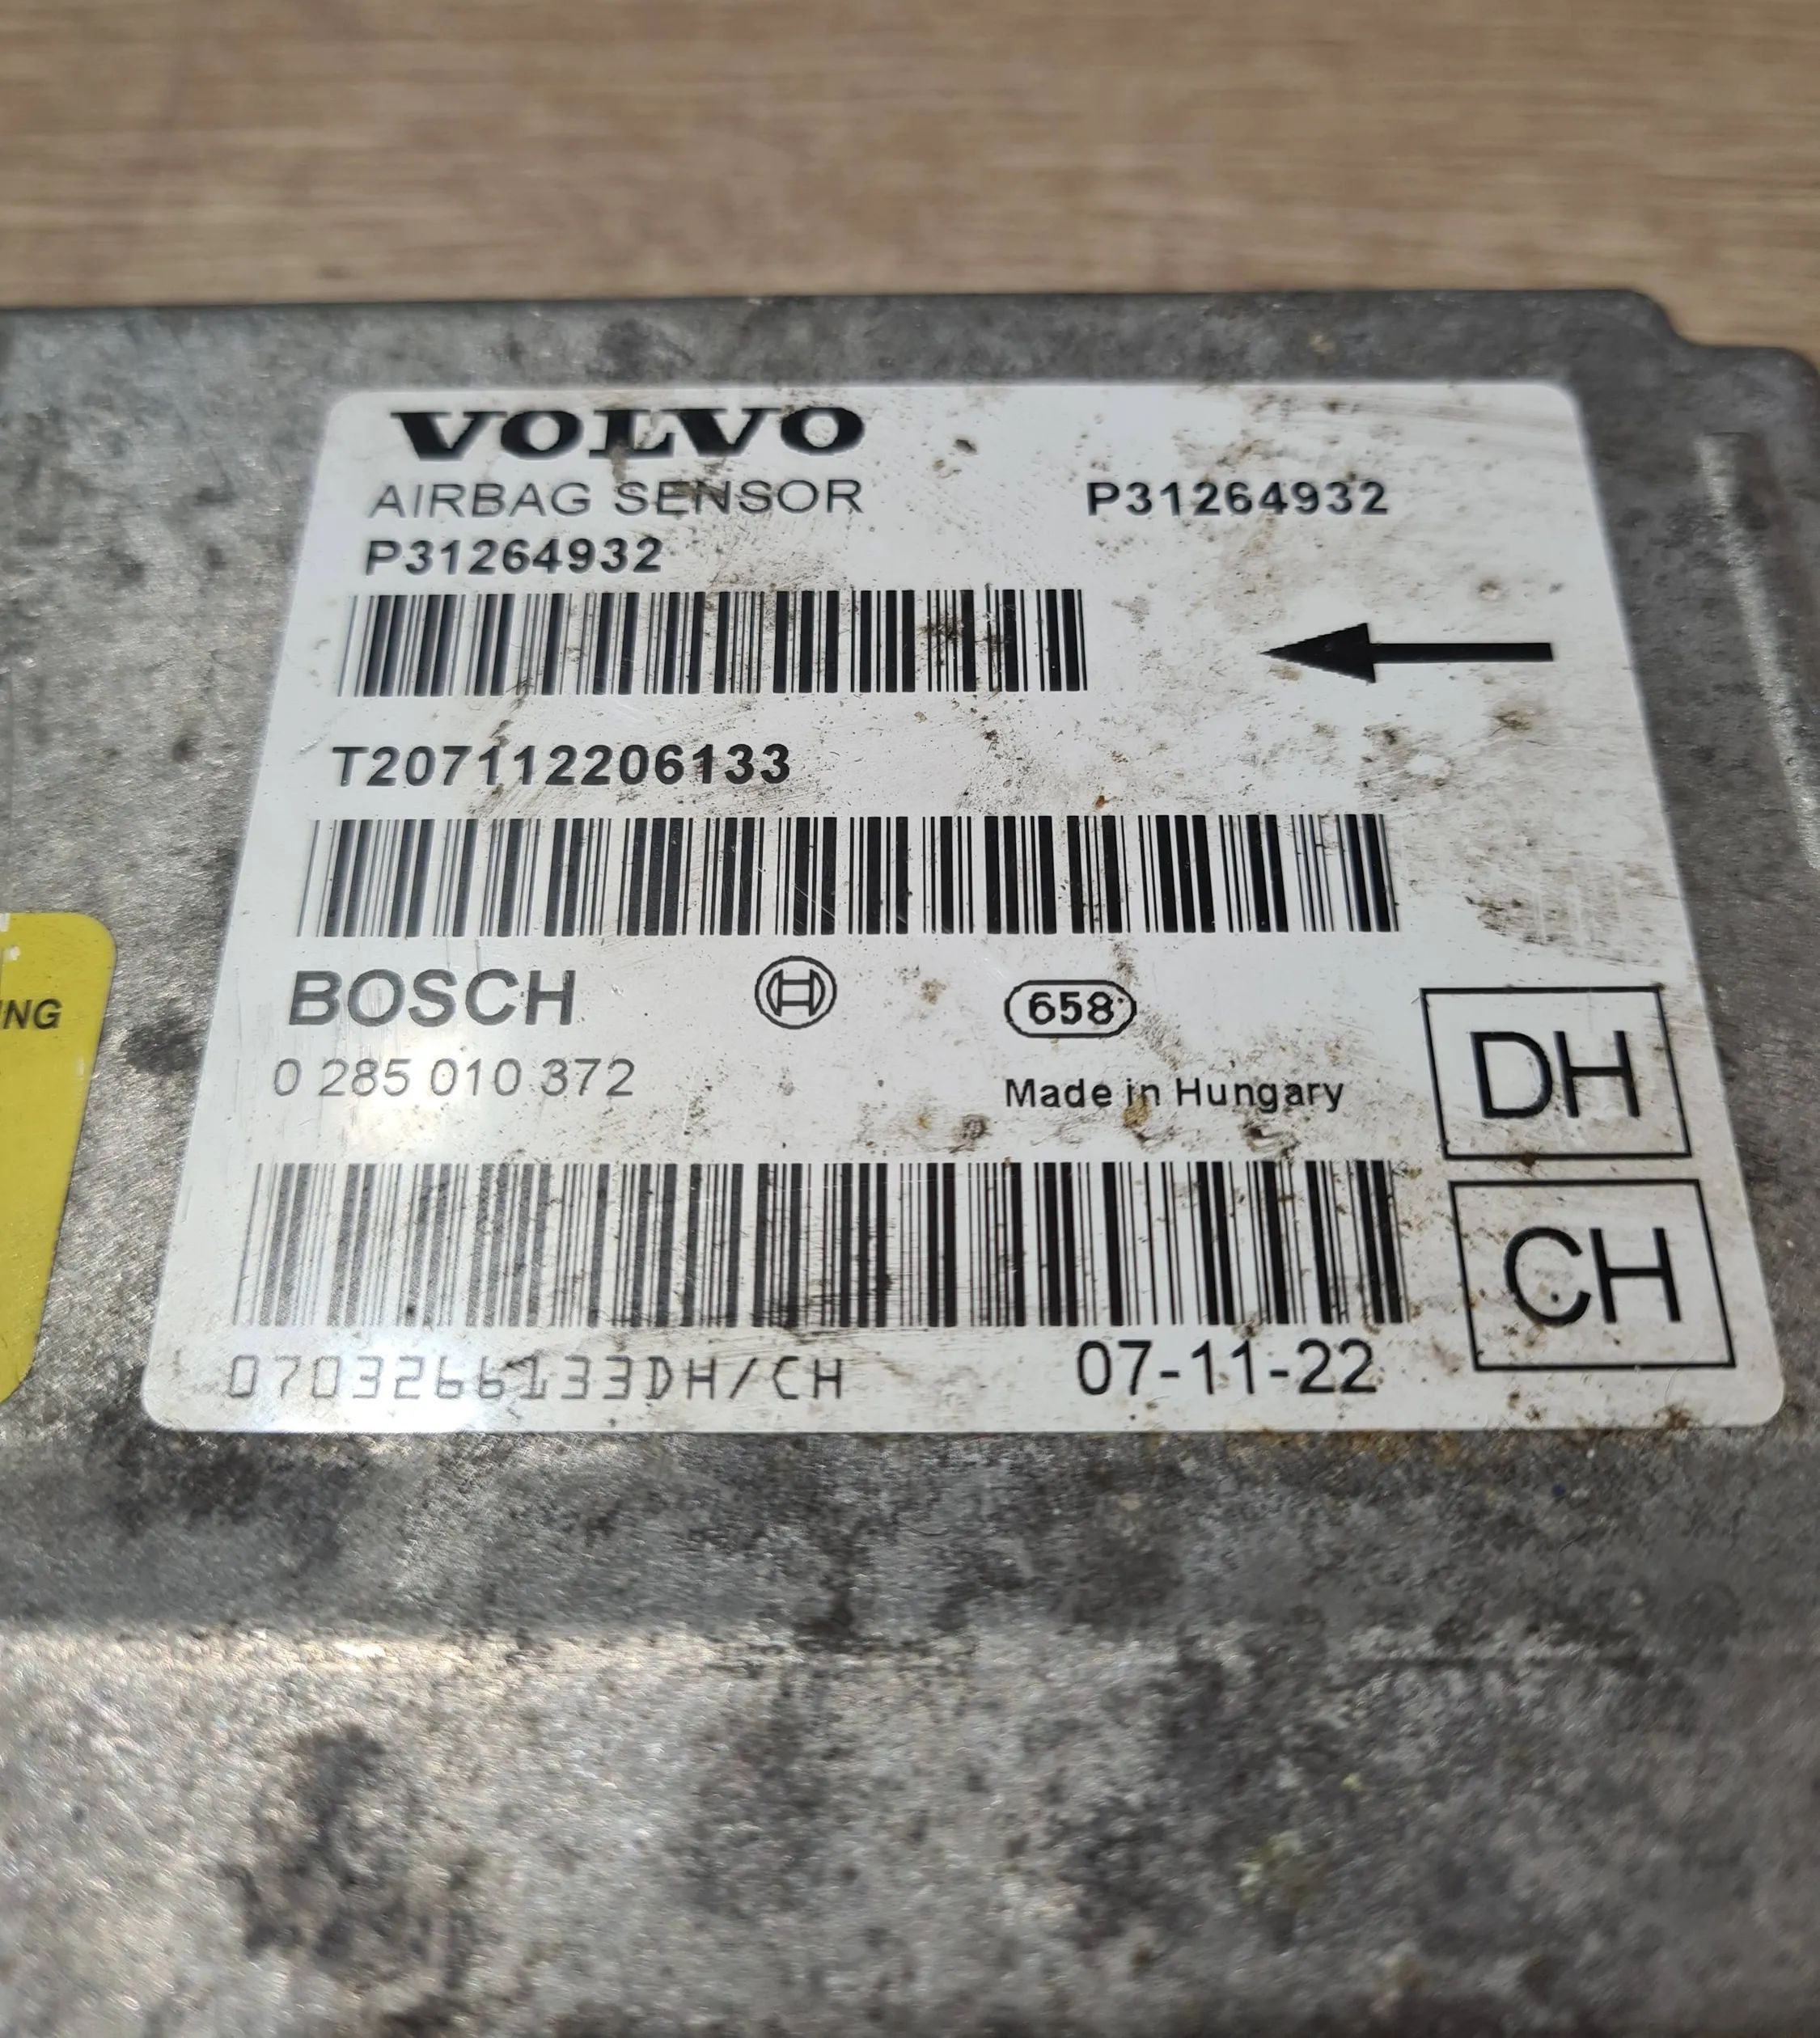 VOLVO
AIRBAG SENSOR P31264932
P31264932
T207112206133
BOSCH 658
0 285 010 372
Made in Hungary
DH
CH
0703266133DH/CH 07-11-22